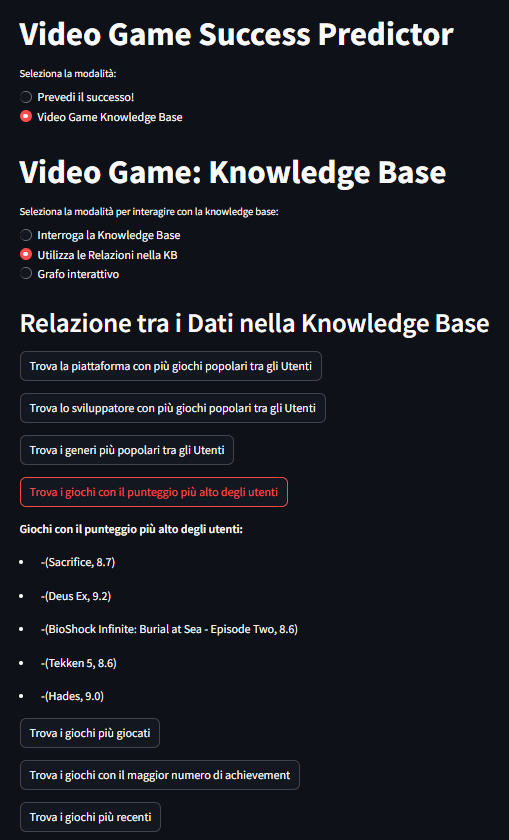 Video Game Success Predictor
Seleziona la modalità:
Prevedi il successo!
Video Game Knowledge Base
Video Game: Knowledge Base
Seleziona la modalità per interagire con la knowledge base:
Interroga la Knowledge Base
Utilizza le Relazioni nella KB
Grafo interattivo
Relazione tra i Dati nella Knowledge Base
Trova la piattaforma con più giochi popolari tra gli Utenti
Trova lo sviluppatore con più giochi popolari tra gli Utenti
Trova i generi più popolari tra gli Utenti
Trova i giochi con il punteggio più alto degli utenti
Giochi con il punteggio più alto degli utenti:
• -(Sacrifice, 8.7)
• -(Deus Ex, 9.2)
• -(BioShock Infinite: Burial at Sea - Episode Two, 8.6)
• -(Tekken 5, 8.6)
• -(Hades, 9.0)
Trova i giochi più giocati
Trova i giochi con il maggior numero di achievement
Trova i giochi più recenti